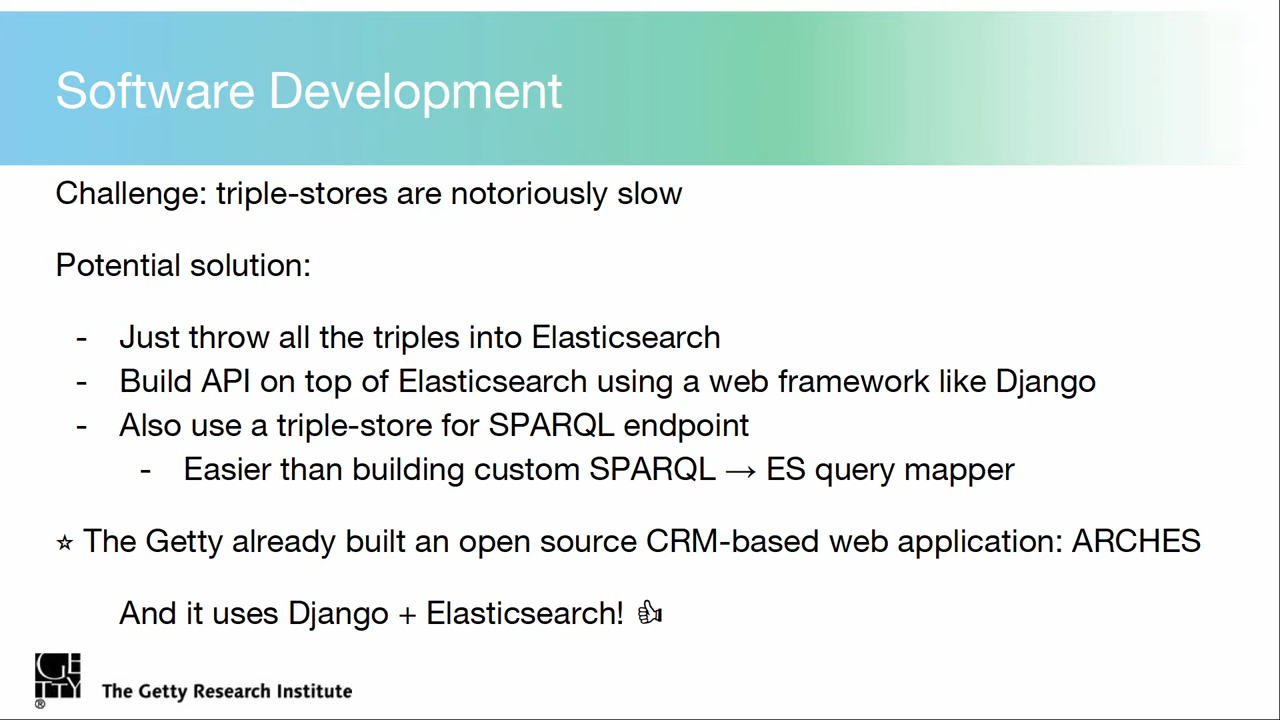 Software Development
Challenge: triple-stores are notoriously slow
Potential solution:
- Just throw all the triples into Elasticsearch
- Build API on top of Elasticsearch using a web framework like Django
- Also use a triple-store for SPARQL endpoint
- Easier than building custom SPARQL → ES query mapper
☆ The Getty already built an open source CRM-based web application: ARCHES
And it uses Django + Elasticsearch! 👍
GETTY
®
The Getty Research Institute